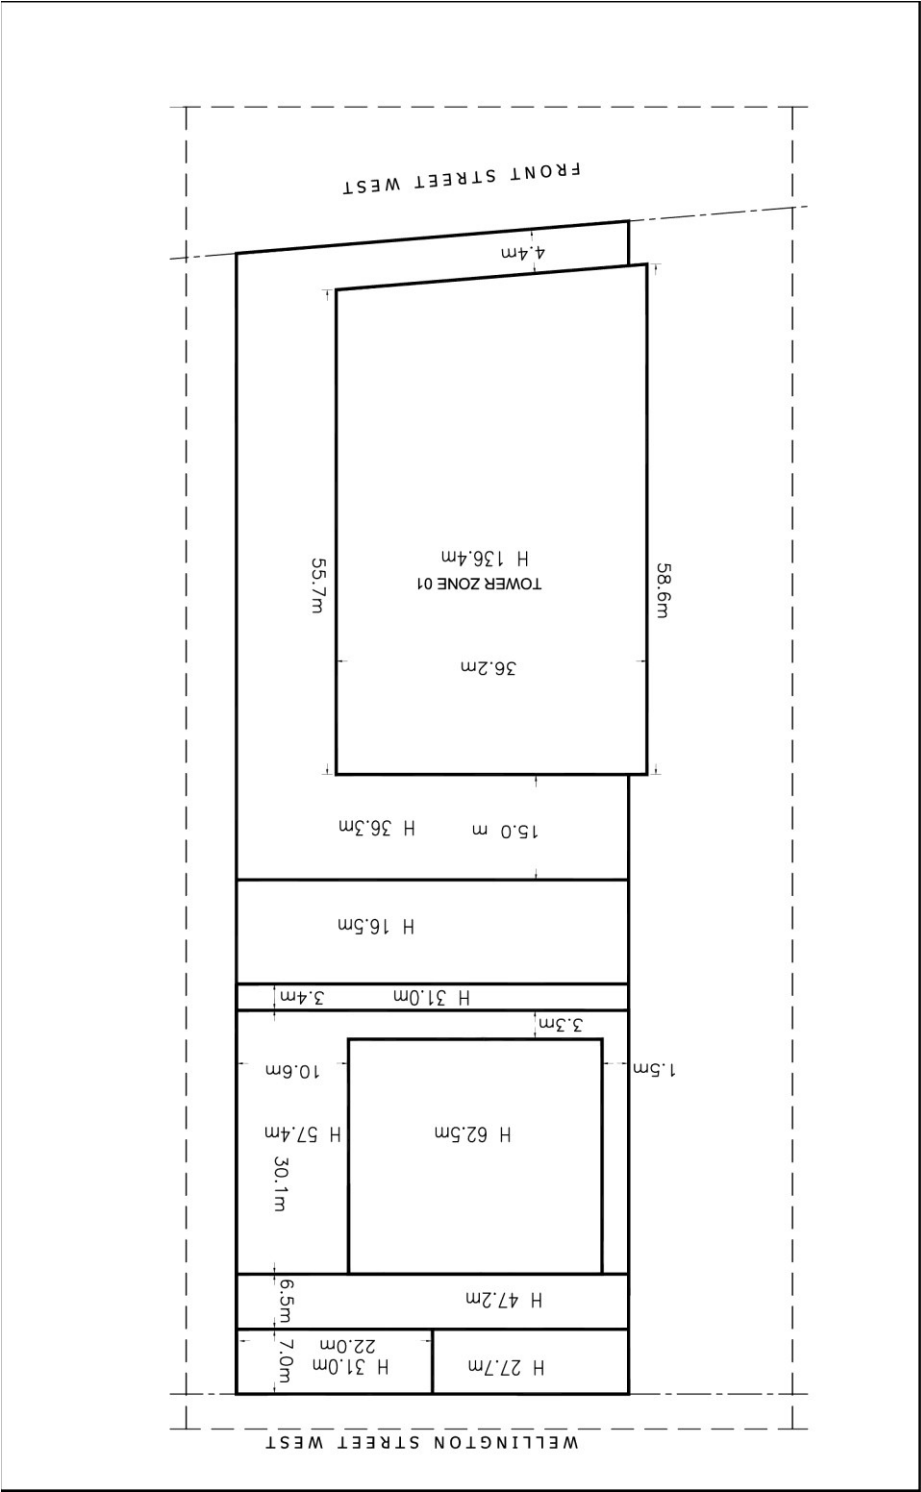 WELLINGTON STREET WEST
H 27.7m
H 31.0m
22.0m
7.0m
H 47.2m
6.5m
30.1m
H 62.5m
H 57.4m
1.5m
10.6m
3.3m
H 31.0m
3.4m
H 16.5m
15.0 m
H 36.3m
36.2m
58.6m
TOWER ZONE 01
H 136.4m
55.7m
4.4m
FRONT STREET WEST